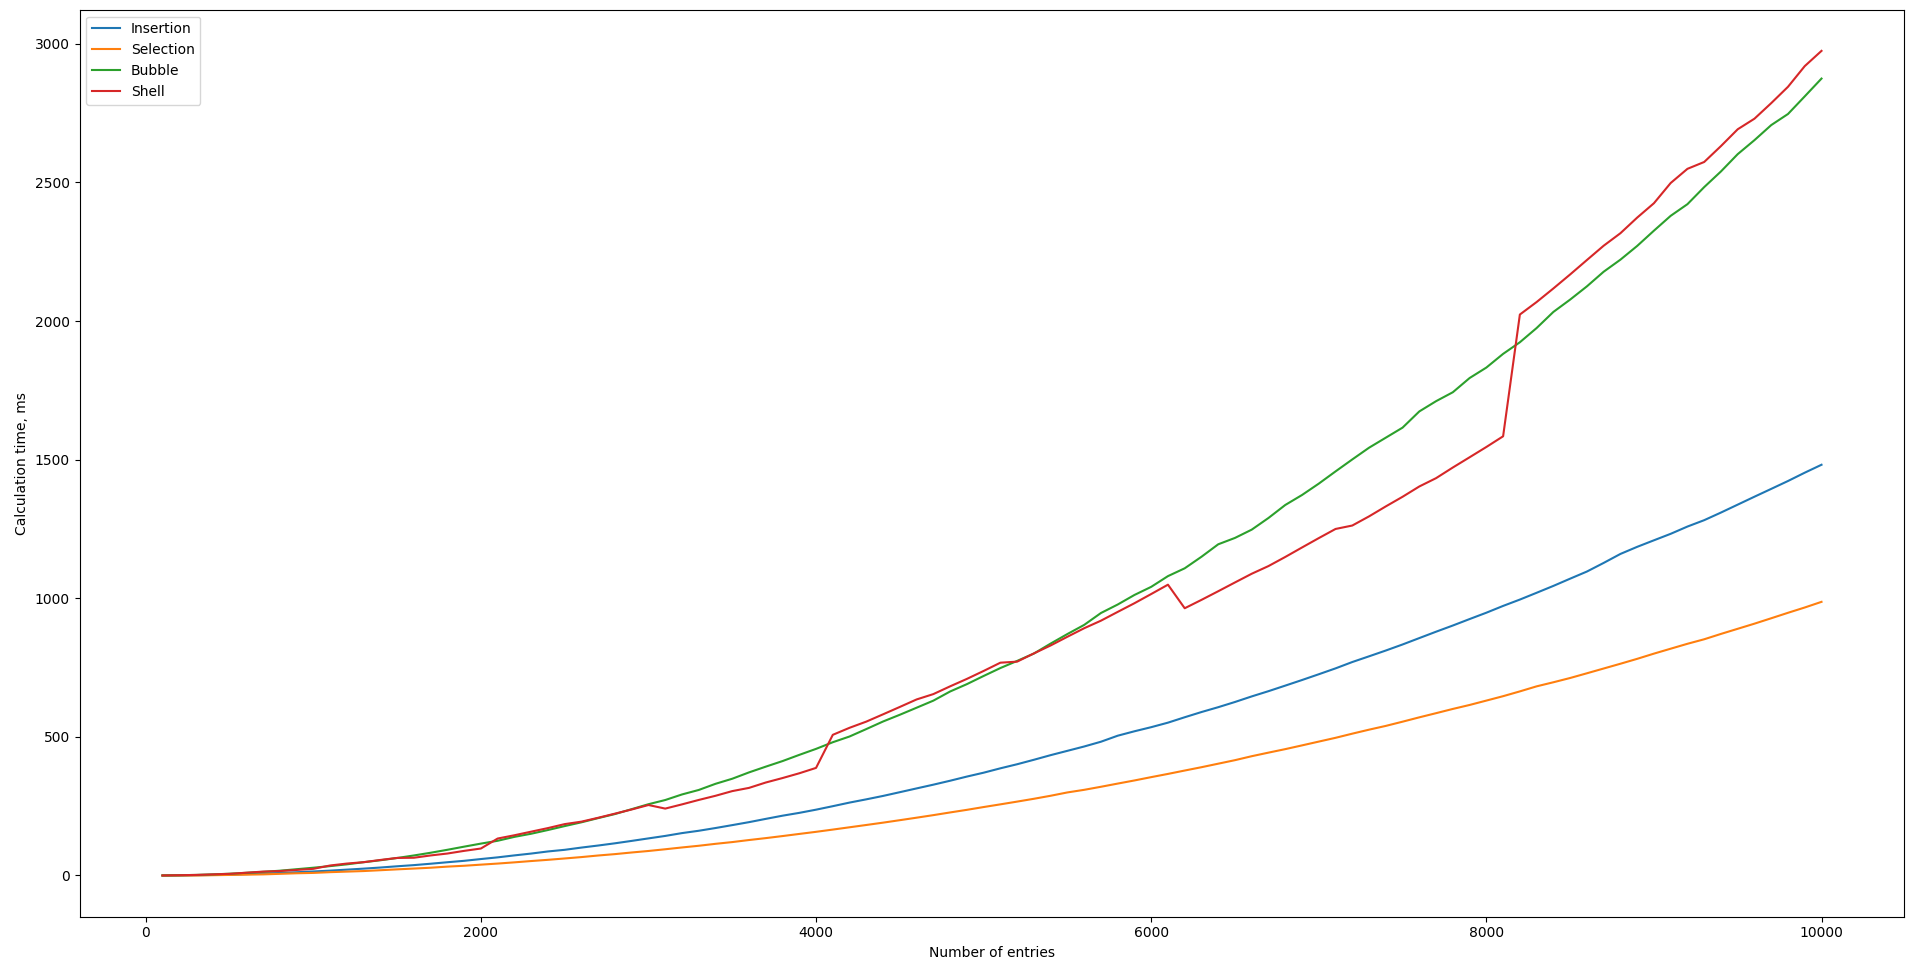 Insertion
Selection
Bubble
Shell
3000
2500
2000
1500
1000
500
0
Calculation time, ms
0 2000 4000 6000 8000 10000
Number of entries